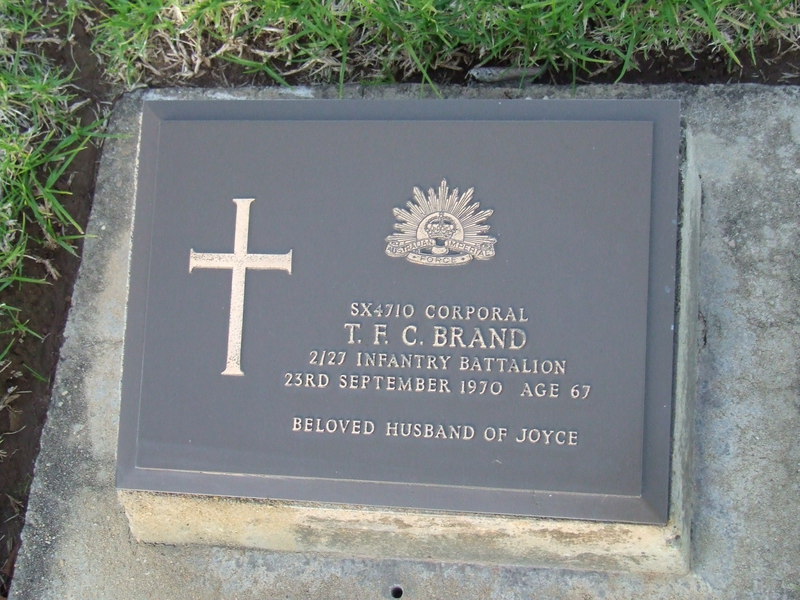 AUSTRALIAN IMPERIAL
FORCE
SX4710 CORPORAL
T. F. C. BRAND
2/27 INFANTRY BATTALION
23RD SEPTEMBER 1970 AGE 67
BELOVED HUSBAND OF JOYCE